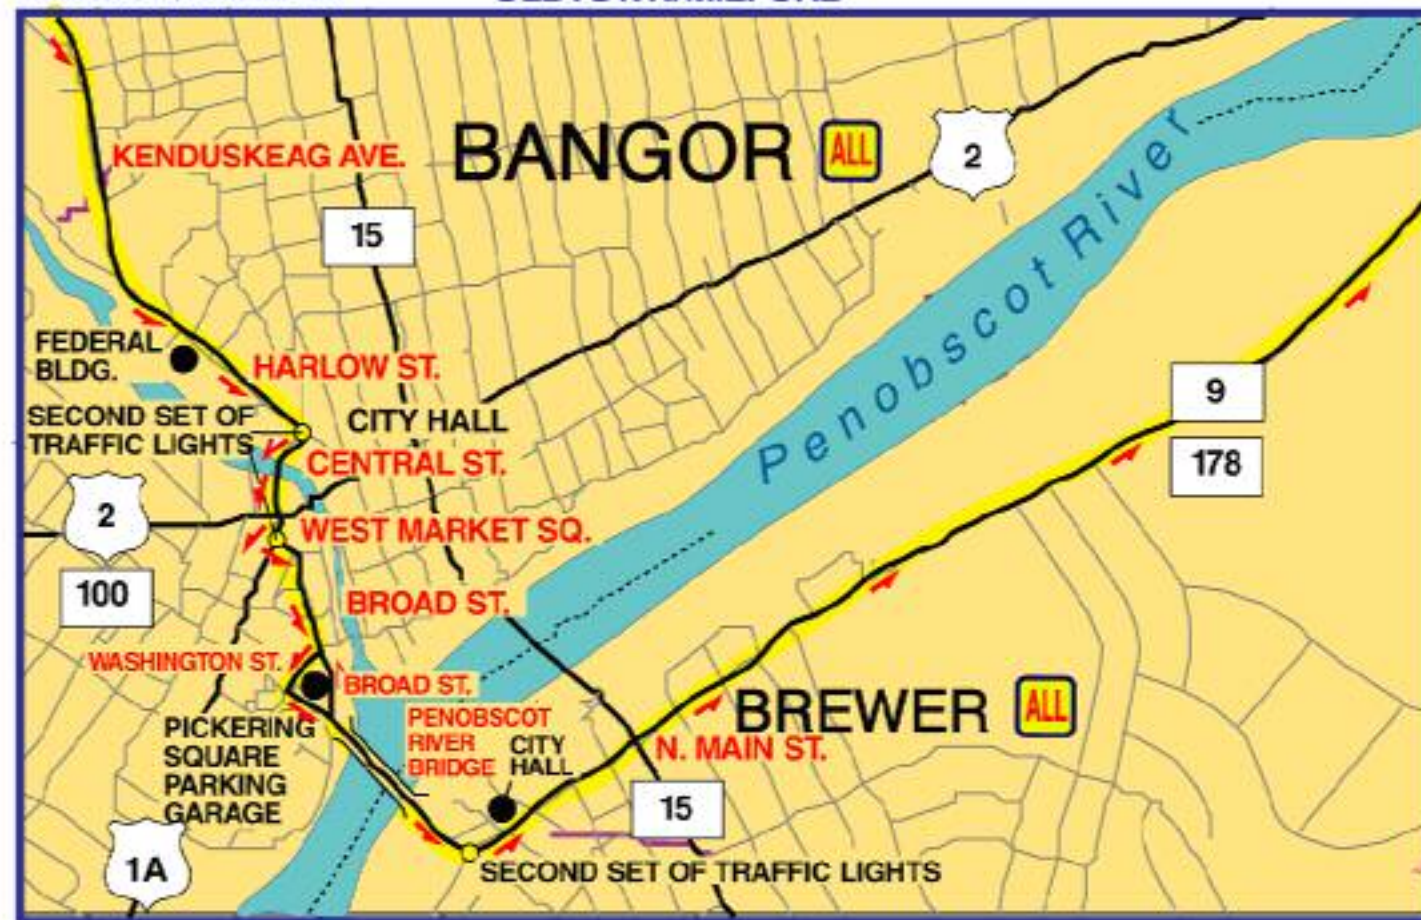 BANGOR
ALL
2
KENDUSKEAG AVE.
15
Penobscot River
FEDERAL
BLDG.
HARLOW ST.
9
178
SECOND SET OF
TRAFFIC LIGHTS
CITY HALL
CENTRAL ST.
2
100
WEST MARKET SQ.
BROAD ST.
WASHINGTON ST.
BROAD ST.
PICKERING
SQUARE
PARKING
GARAGE
PENOBSCOT
RIVER
BRIDGE
CITY
HALL
BREWER
ALL
N. MAIN ST.
15
1A
SECOND SET OF TRAFFIC LIGHTS